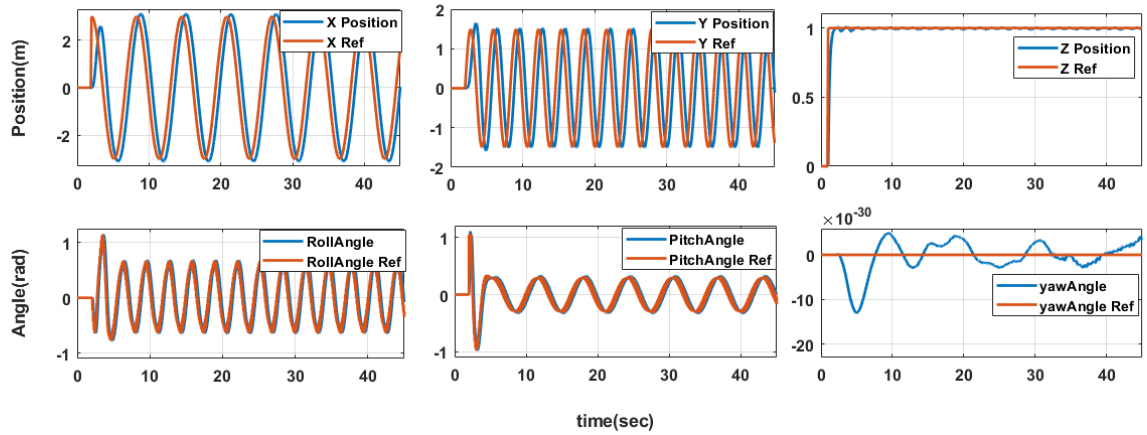 Position(m)
2
0
-2
0 10 20 30 40
X Position
X Ref
2
1
0
-1
-2
0 10 20 30 40
Y Position
Y Ref
1
0.5
0
0 10 20 30 40
Z Position
Z Ref
Angle(rad)
1
0
-1
0 10 20 30 40
RollAngle
RollAngle Ref
1
0
-1
0 10 20 30 40
PitchAngle
PitchAngle Ref
×10^-30
0
-10
-20
0 10 20 30 40
yawAngle
yawAngle Ref
time(sec)